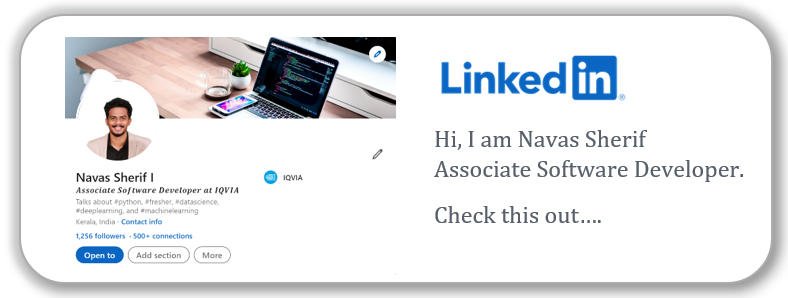 Navas Sherif I
IQVIA
Associate Software Developer at IQVIA
Talks about #python, #fresher, #datascience,
#deeplearning, and #machinelearning
Kerala, India · Contact info
1,256 followers · 500+ connections
Open to
Add section
More
Linked in®
Hi, I am Navas Sherif
Associate Software Developer.
Check this out....